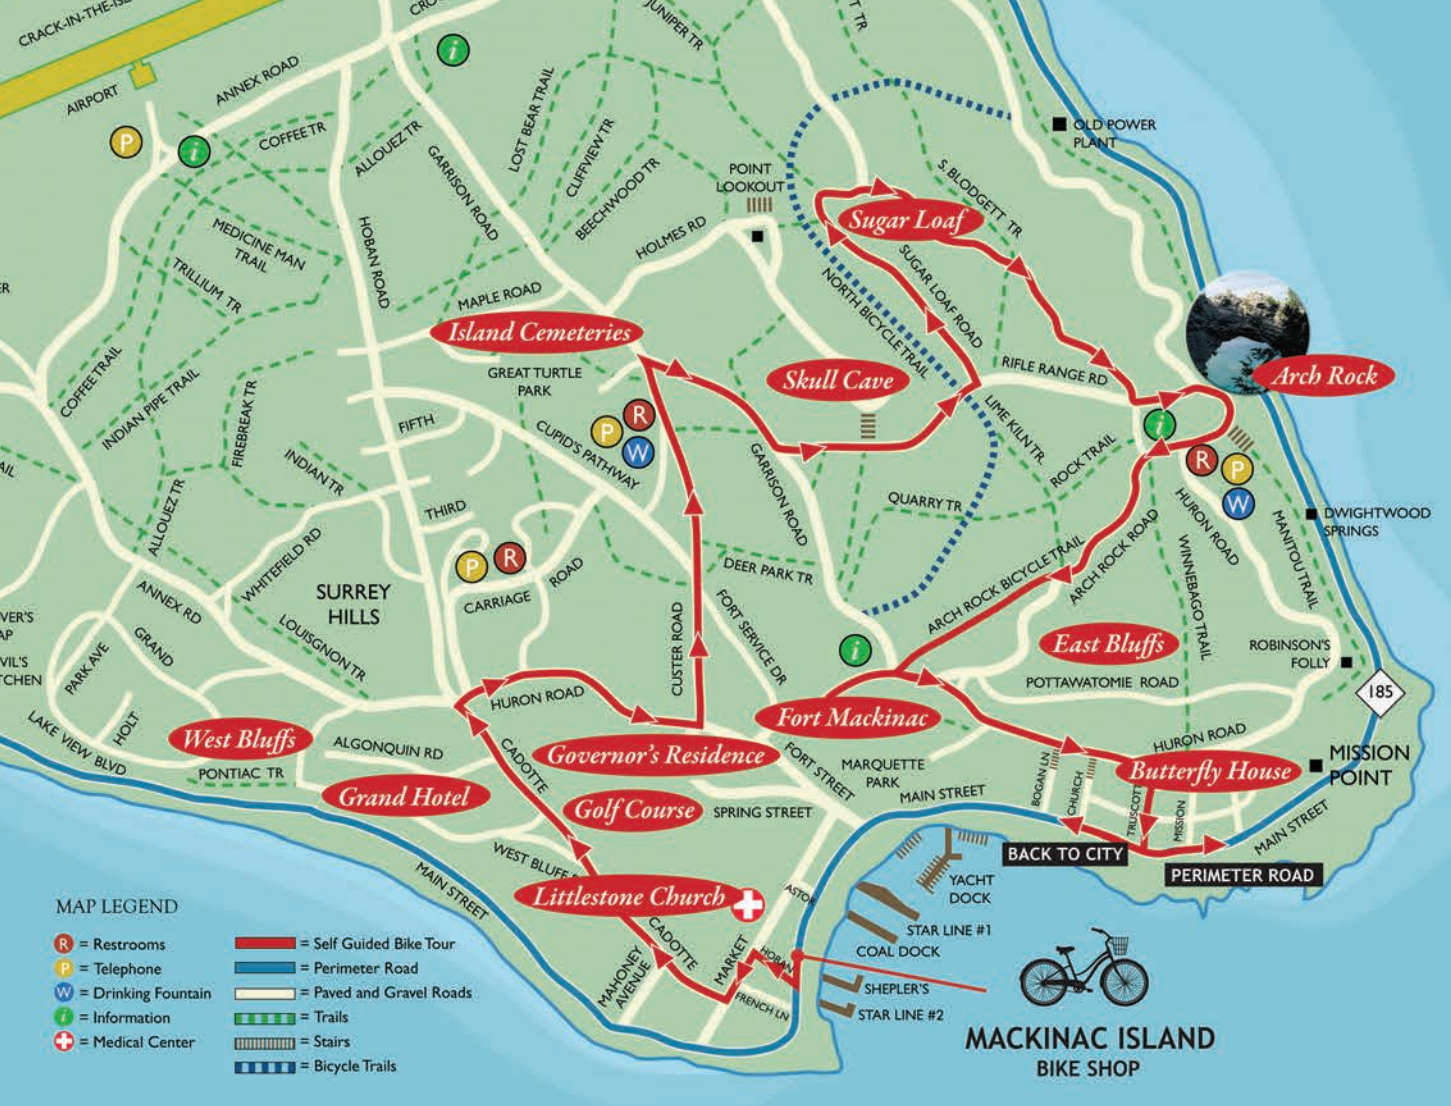 CRACK-IN-THE-IS
CRO
JUNIPER TR
T TR
AIRPORT
ANNEX ROAD
i
P
i
COFFEE TR
ALLOUEZ TR
GARRISON ROAD
LOST BEAR TRAIL
CLIFFVIEW TR
BEECHWOOD TR
HOLMES RD
POINT
LOOKOUT
OLD POWER
PLANT
S. BLODGETT TR
Sugar Loaf
SUGAR LOAF ROAD
NORTH BICYCLE TRAIL
MEDICINE MAN
TRAIL
TRILLIUM TR
HOBAN ROAD
MAPLE ROAD
ER
Island Cemeteries
GREAT TURTLE
PARK
Skull Cave
RIFLE RANGE RD
Arch Rock
COFFEE TRAIL
INDIAN PIPE TRAIL
FIREBREAK TR
INDIAN TR
FIFTH
CUPID'S PATHWAY
R
P
W
LIME KILN TR
ROCK TRAIL
i
R
P
W
AIL
ALLOUEZ TR
THIRD
GARRISON ROAD
QUARRY TR
HURON ROAD
MANITOU TRAIL
DWIGHTWOOD
SPRINGS
WHITEFIELD RD
P
R
CARRIAGE
ROAD
DEER PARK TR
ARCH ROCK BICYCLE TRAIL
ARCH ROCK ROAD
WINNEBAGO TRAIL
SURREY
HILLS
ANNEX RD
LOUISGNON TR
GRAND
PARK AVE
VER'S
AP
VIL'S
TCHEN
CUSTER ROAD
FORT SERVICE DR
i
East Bluffs
ROBINSON'S
FOLLY
POTTAWATOMIE ROAD
185
HURON ROAD
Fort Mackinac
HOLT
LAKE VIEW BLVD
West Bluffs
ALGONQUIN RD
PONTIAC TR
CADOTTE
Governor's Residence
FORT STREET
MARQUETTE
PARK
HURON ROAD
Butterfly House
MISSION
POINT
Grand Hotel
Golf Course
SPRING STREET
MAIN STREET
BOGAN LN
CHURCH
TRUSCOTT
MISSION
MAIN STREET
BACK TO CITY
PERIMETER ROAD
WEST BLUFF
MAIN STREET
Littlestone Church
ASTOR
YACHT
DOCK
STAR LINE #1
COAL DOCK
CADOTTE
MARKET
HOBAN
MAHONEY
AVENUE
FRENCH LN
SHEPLER'S
STAR LINE #2
MAP LEGEND
R = Restrooms
P = Telephone
W = Drinking Fountain
i = Information
= Medical Center
= Self Guided Bike Tour
= Perimeter Road
= Paved and Gravel Roads
= Trails
= Stairs
= Bicycle Trails
MACKINAC ISLAND
BIKE SHOP